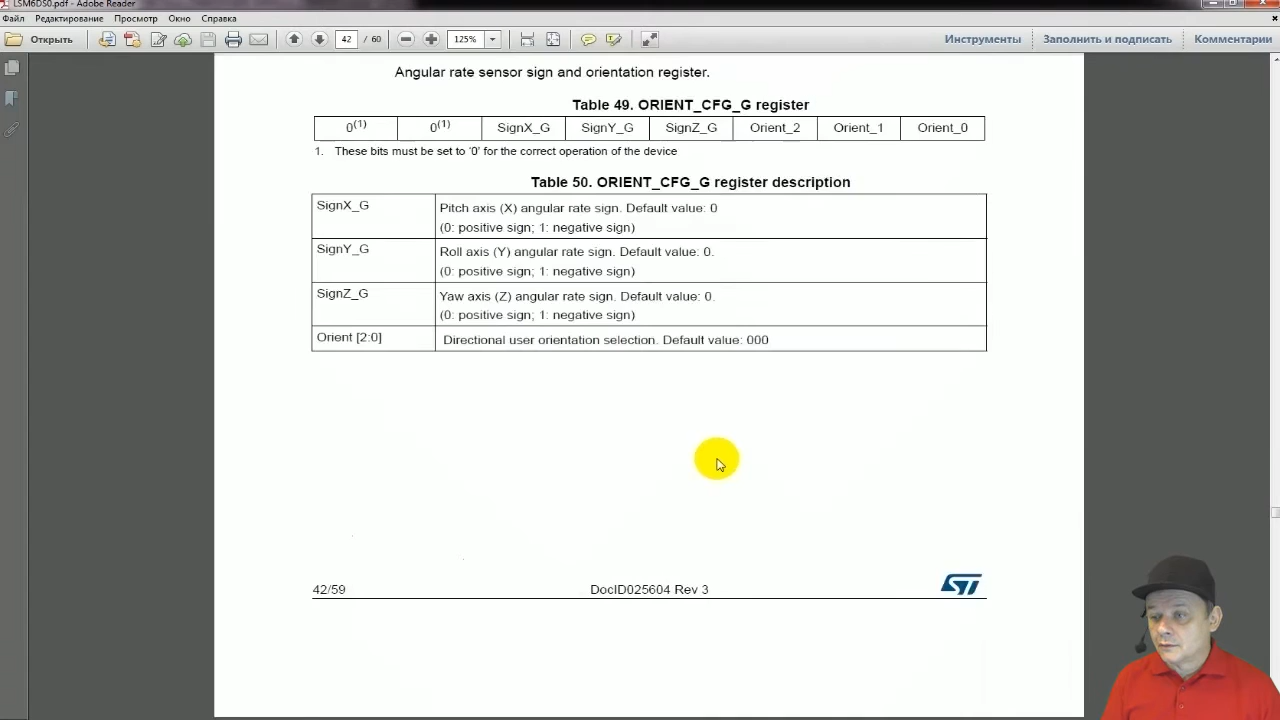 LSM6DS0.pdf - Adobe Reader
Файл Редактирование Просмотр Окно Справка
Открыть 42 / 60 125% Инструменты Заполнить и подписать Комментарии
Angular rate sensor sign and orientation register.
Table 49. ORIENT_CFG_G register
0(1) 0(1) SignX_G SignY_G SignZ_G Orient_2 Orient_1 Orient_0
1. These bits must be set to '0' for the correct operation of the device
Table 50. ORIENT_CFG_G register description
SignX_G Pitch axis (X) angular rate sign. Default value: 0
(0: positive sign; 1: negative sign)
SignY_G Roll axis (Y) angular rate sign. Default value: 0.
(0: positive sign; 1: negative sign)
SignZ_G Yaw axis (Z) angular rate sign. Default value: 0.
(0: positive sign; 1: negative sign)
Orient [2:0] Directional user orientation selection. Default value: 000
42/59 DocID025604 Rev 3 ST